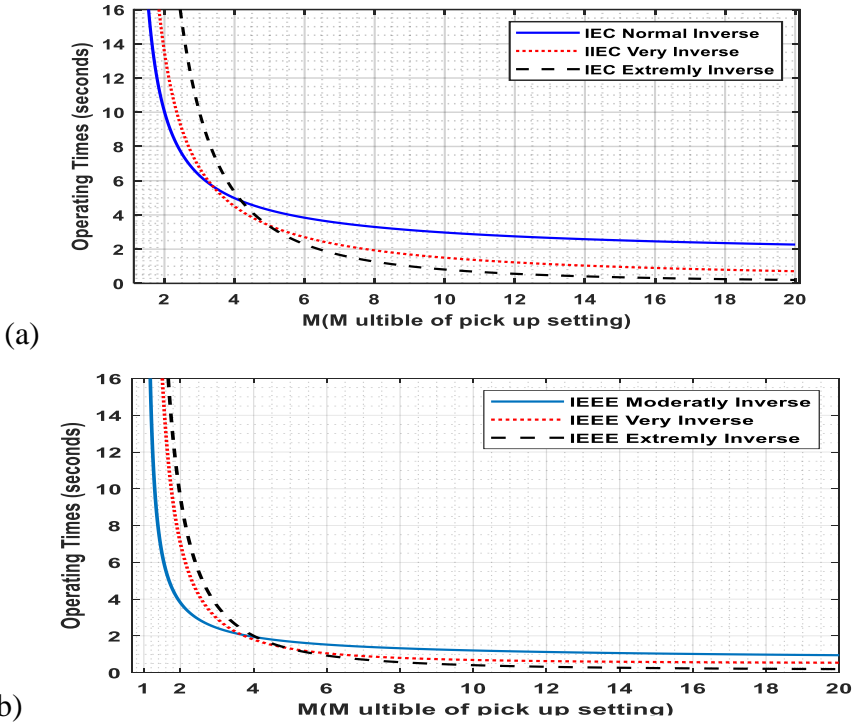 16
14
12
10
8
6
4
2
0
Operating Times (seconds)
IEC Normal Inverse
IIEC Very Inverse
IEC Extremly Inverse
2 4 6 8 10 12 14 16 18 20
M(M ultible of pick up setting)
(a)
16
14
12
10
8
6
4
2
0
Operating Times (seconds)
IEEE Moderatly Inverse
IEEE Very Inverse
IEEE Extremly Inverse
1 2 4 6 8 10 12 14 16 18 20
M(M ultible of pick up setting)
b)